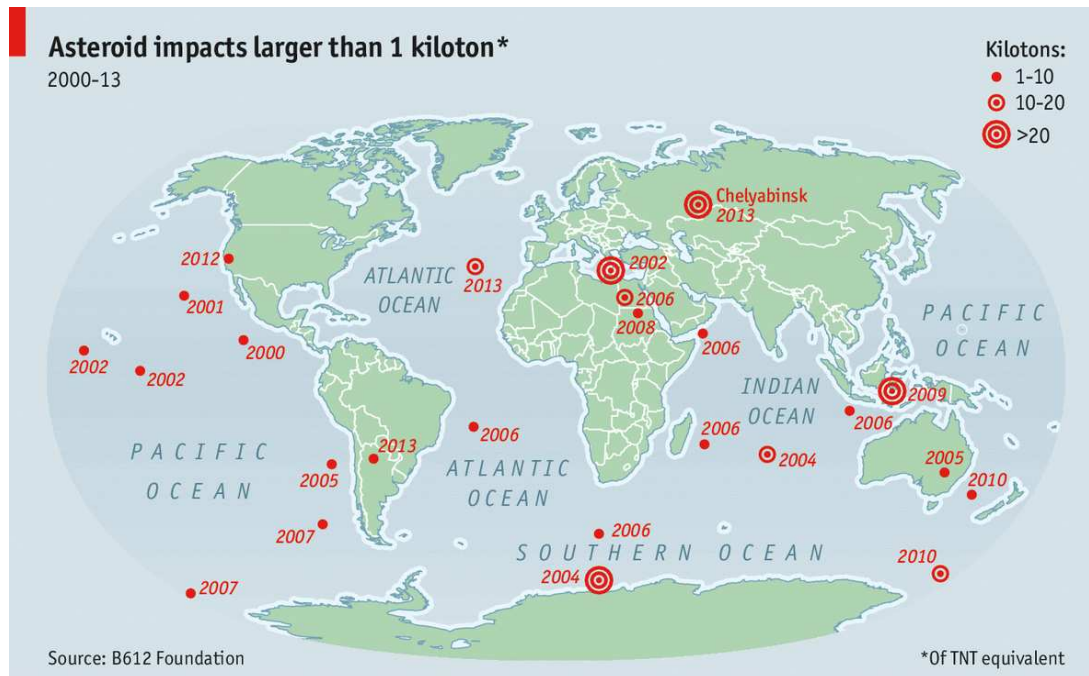 Asteroid impacts larger than 1 kiloton*
2000-13
Kilotons:
1-10
10-20
>20
Chelyabinsk
2013
2012
ATLANTIC
OCEAN
2013
2002
2006
2008
2001
2000
2002
2002
2006
PACIFIC
OCEAN
INDIAN
OCEAN
2009
2006
2006
2006
2004
PACIFIC
OCEAN
2013
2005
ATLANTIC
OCEAN
2005
2010
2007
2006
SOUTHERN OCEAN
2004
2010
2007
Source: B612 Foundation
*Of TNT equivalent